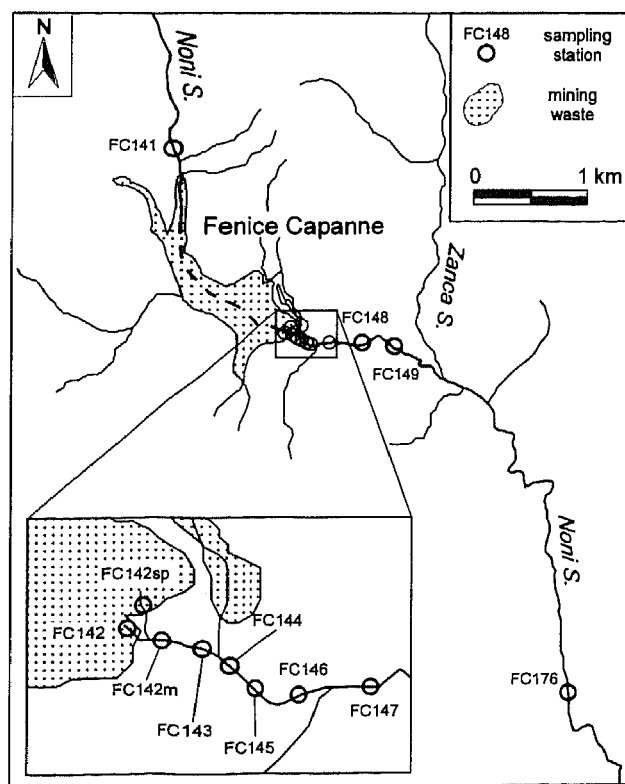 N
Noni S.
FC148
sampling
station
mining
waste
0 1 km
FC141
Fenice Capanne
Zanca S.
FC148
FC149
FC142sp
FC142
FC144
FC142m
FC146
FC143
FC147
FC145
Noni S.
FC176